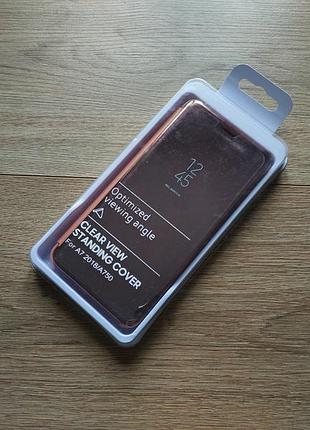 12
45
Optimized
viewing angle
CLEAR VIEW
STANDING COVER
For A7 2018/A750